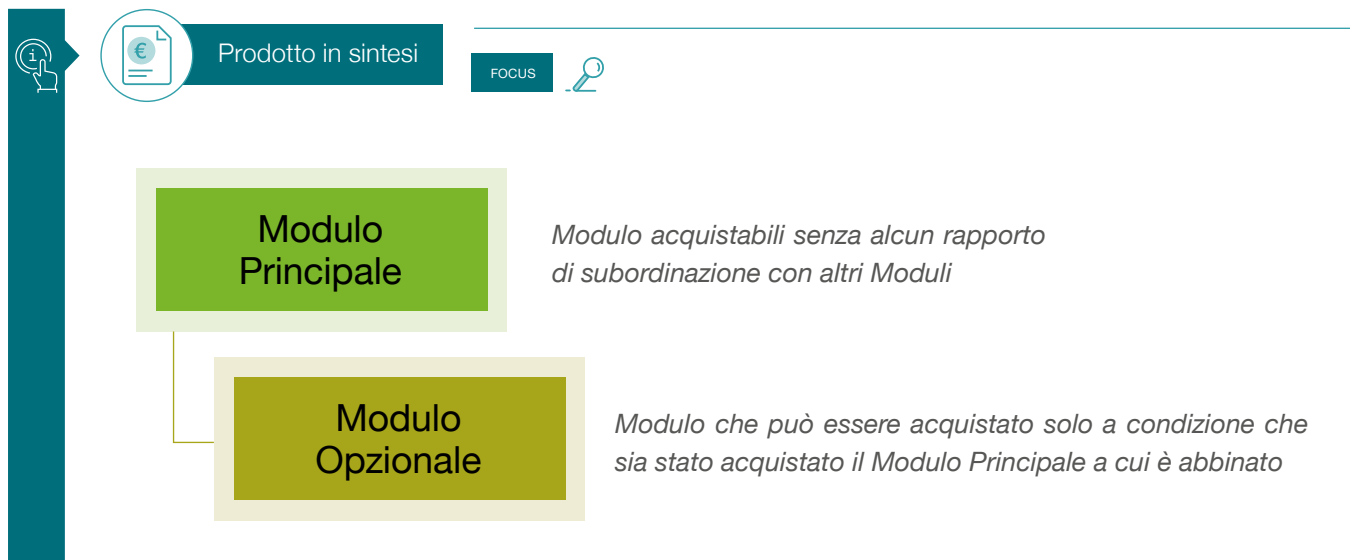 Prodotto in sintesi
FOCUS
Modulo
Principale
Modulo acquistabili senza alcun rapporto
di subordinazione con altri Moduli
Modulo
Opzionale
Modulo che può essere acquistato solo a condizione che
sia stato acquistato il Modulo Principale a cui è abbinato